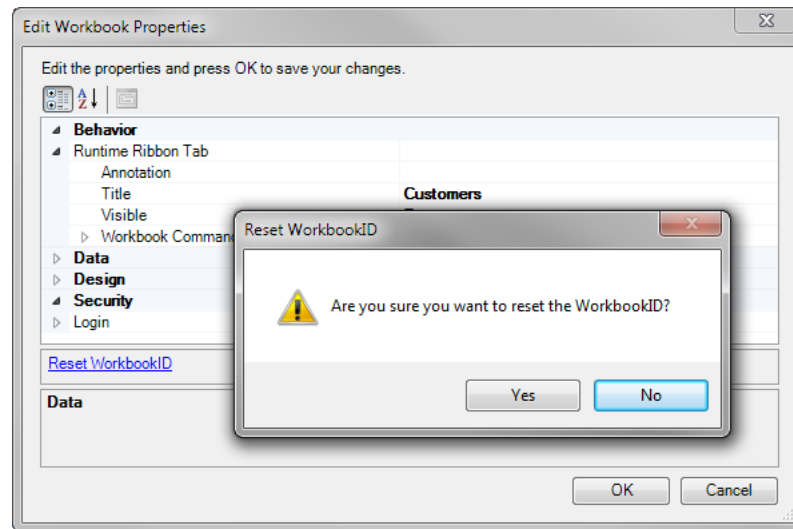 Edit Workbook Properties
Edit the properties and press OK to save your changes.
Behavior
Runtime Ribbon Tab
Annotation
Title Customers
Visible
Reset WorkbookID
Workbook Comman
Data
Design
Are you sure you want to reset the WorkbookID?
Security
Login
Reset WorkbookID
Yes No
Data
OK Cancel